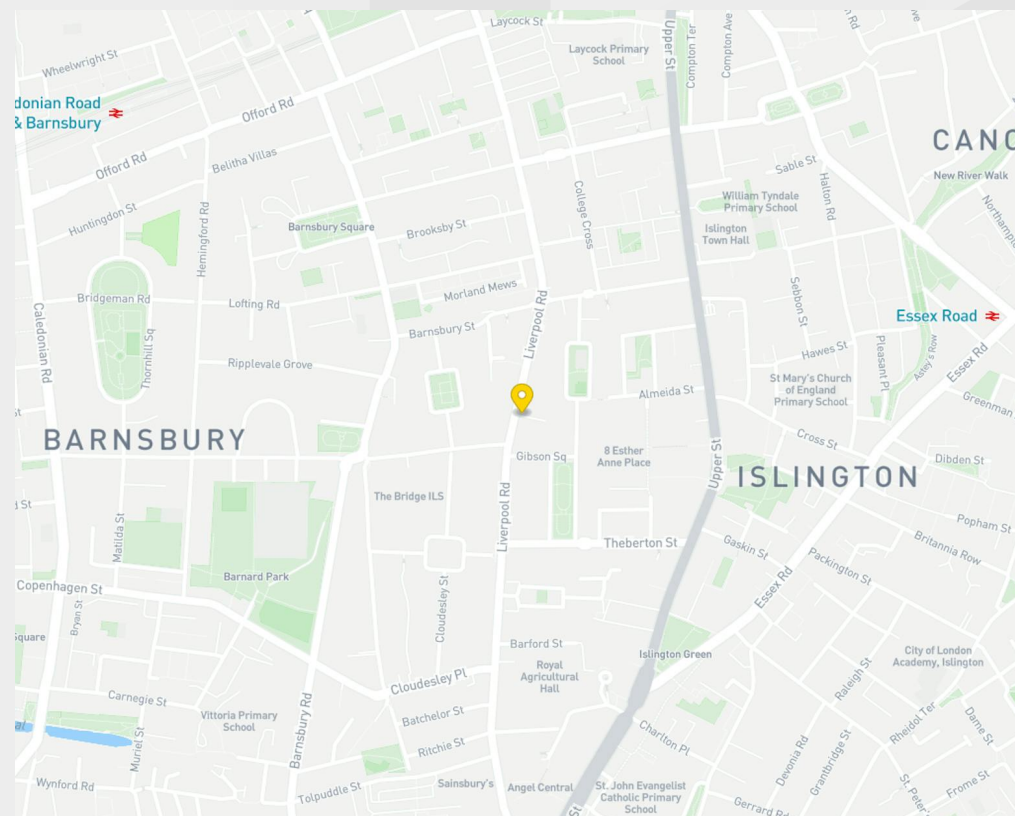 Laycock St
Upper St
Compton Ter
Compton Ave
Laycock Primary
School
Wheelwright St
donian Road
& Barnsbury
Offord Rd
Offord Rd
Belitha Villas
CANO
New River Walk
Sable St
Halton Rd
William Tyndale
Primary School
Islington
Town Hall
College Cross
Huntingdon St
Hemingford Rd
Barnsbury Square
Brooksby St
Morland Mews
Bridgeman Rd
Lofting Rd
Liverpool Rd
Barnsbury St
Sebbon St
Essex Road
Caledonian Rd
Thornhill Sq
Ripplevale Grove
Hawes St
Pleasant Pl
Astey's Row
Essex Rd
St Mary's Church
of England
Primary School
Almeida St
Greenman
BARNSBURY
Cross St
Gibson Sq
8 Esther
Anne Place
Upper St
ISLINGTON
Dibden St
The Bridge ILS
Liverpool Rd
Matilda St
Popham St
Britannia Row
Theberton St
Gaskin St
Packington St
Essex Rd
Barnard Park
Copenhagen St
Bryan St
Cloudesley St
Square
Barford St
Islington Green
City of London
Academy, Islington
Royal
Agricultural
Hall
Cloudesley Pl
Raleigh St
Carnegie St
Vittoria Primary
School
Barnsbury Rd
Batchelor St
Ritchie St
Charlton Pl
Rheidol Ter
Dame St
Muriel St
Devonia Rd
Grantbridge St
Wynford Rd
Tolpuddle St
Sainsbury's
Angel Central
St. John Evangelist
Catholic Primary
School
Gerrard Rd
Frome St